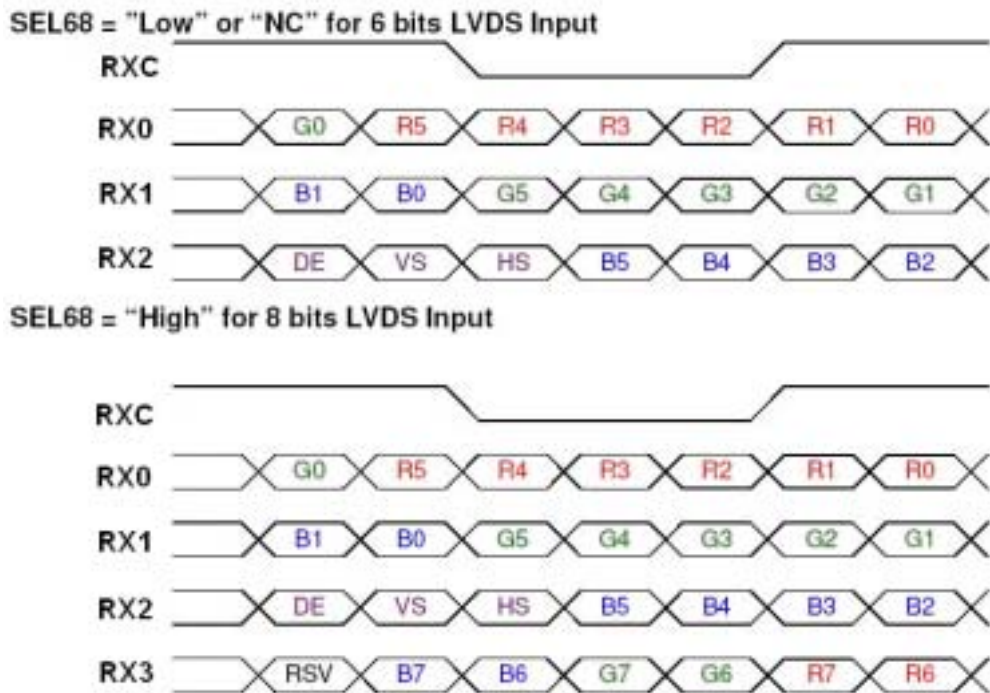 SEL68 = "Low" or “NC” for 6 bits LVDS Input
RXC
RX0 G0 R5 R4 R3 R2 R1 R0
RX1 B1 B0 G5 G4 G3 G2 G1
RX2 DE VS HS B5 B4 B3 B2
SEL68 = “High” for 8 bits LVDS Input
RXC
RX0 G0 R5 R4 R3 R2 R1 R0
RX1 B1 B0 G5 G4 G3 G2 G1
RX2 DE VS HS B5 B4 B3 B2
RX3 RSV B7 B6 G7 G6 R7 R6